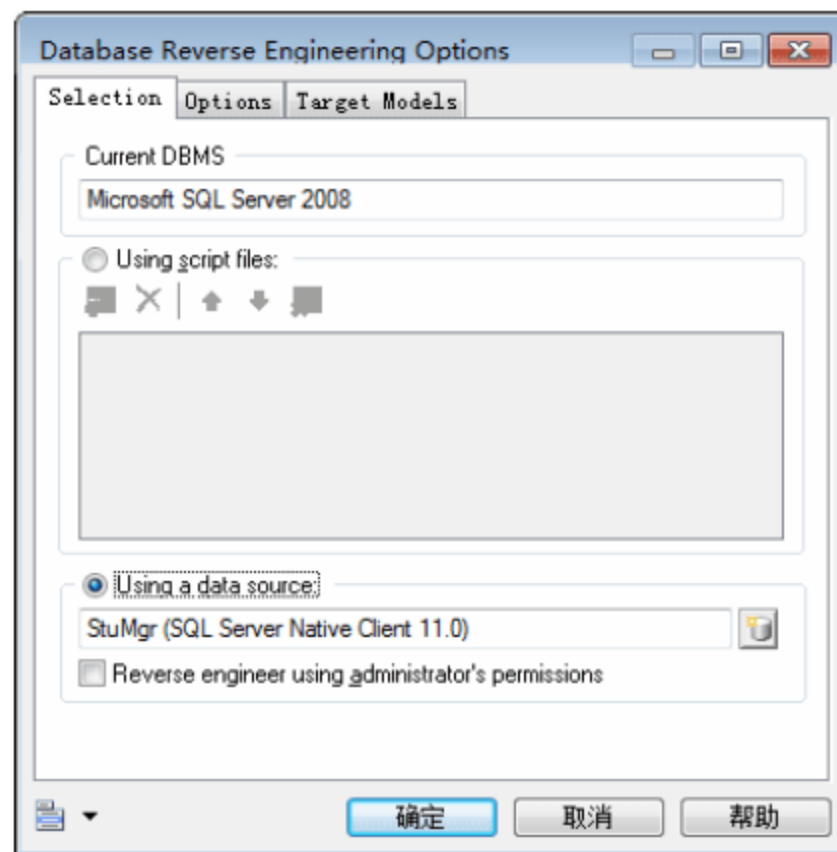 Database Reverse Engineering Options
Selection Options Target Models
Current DBMS
Microsoft SQL Server 2008
Using script files:
Using a data source:
StuMgr (SQL Server Native Client 11.0)
Reverse engineer using administrator's permissions
确定 取消 帮助